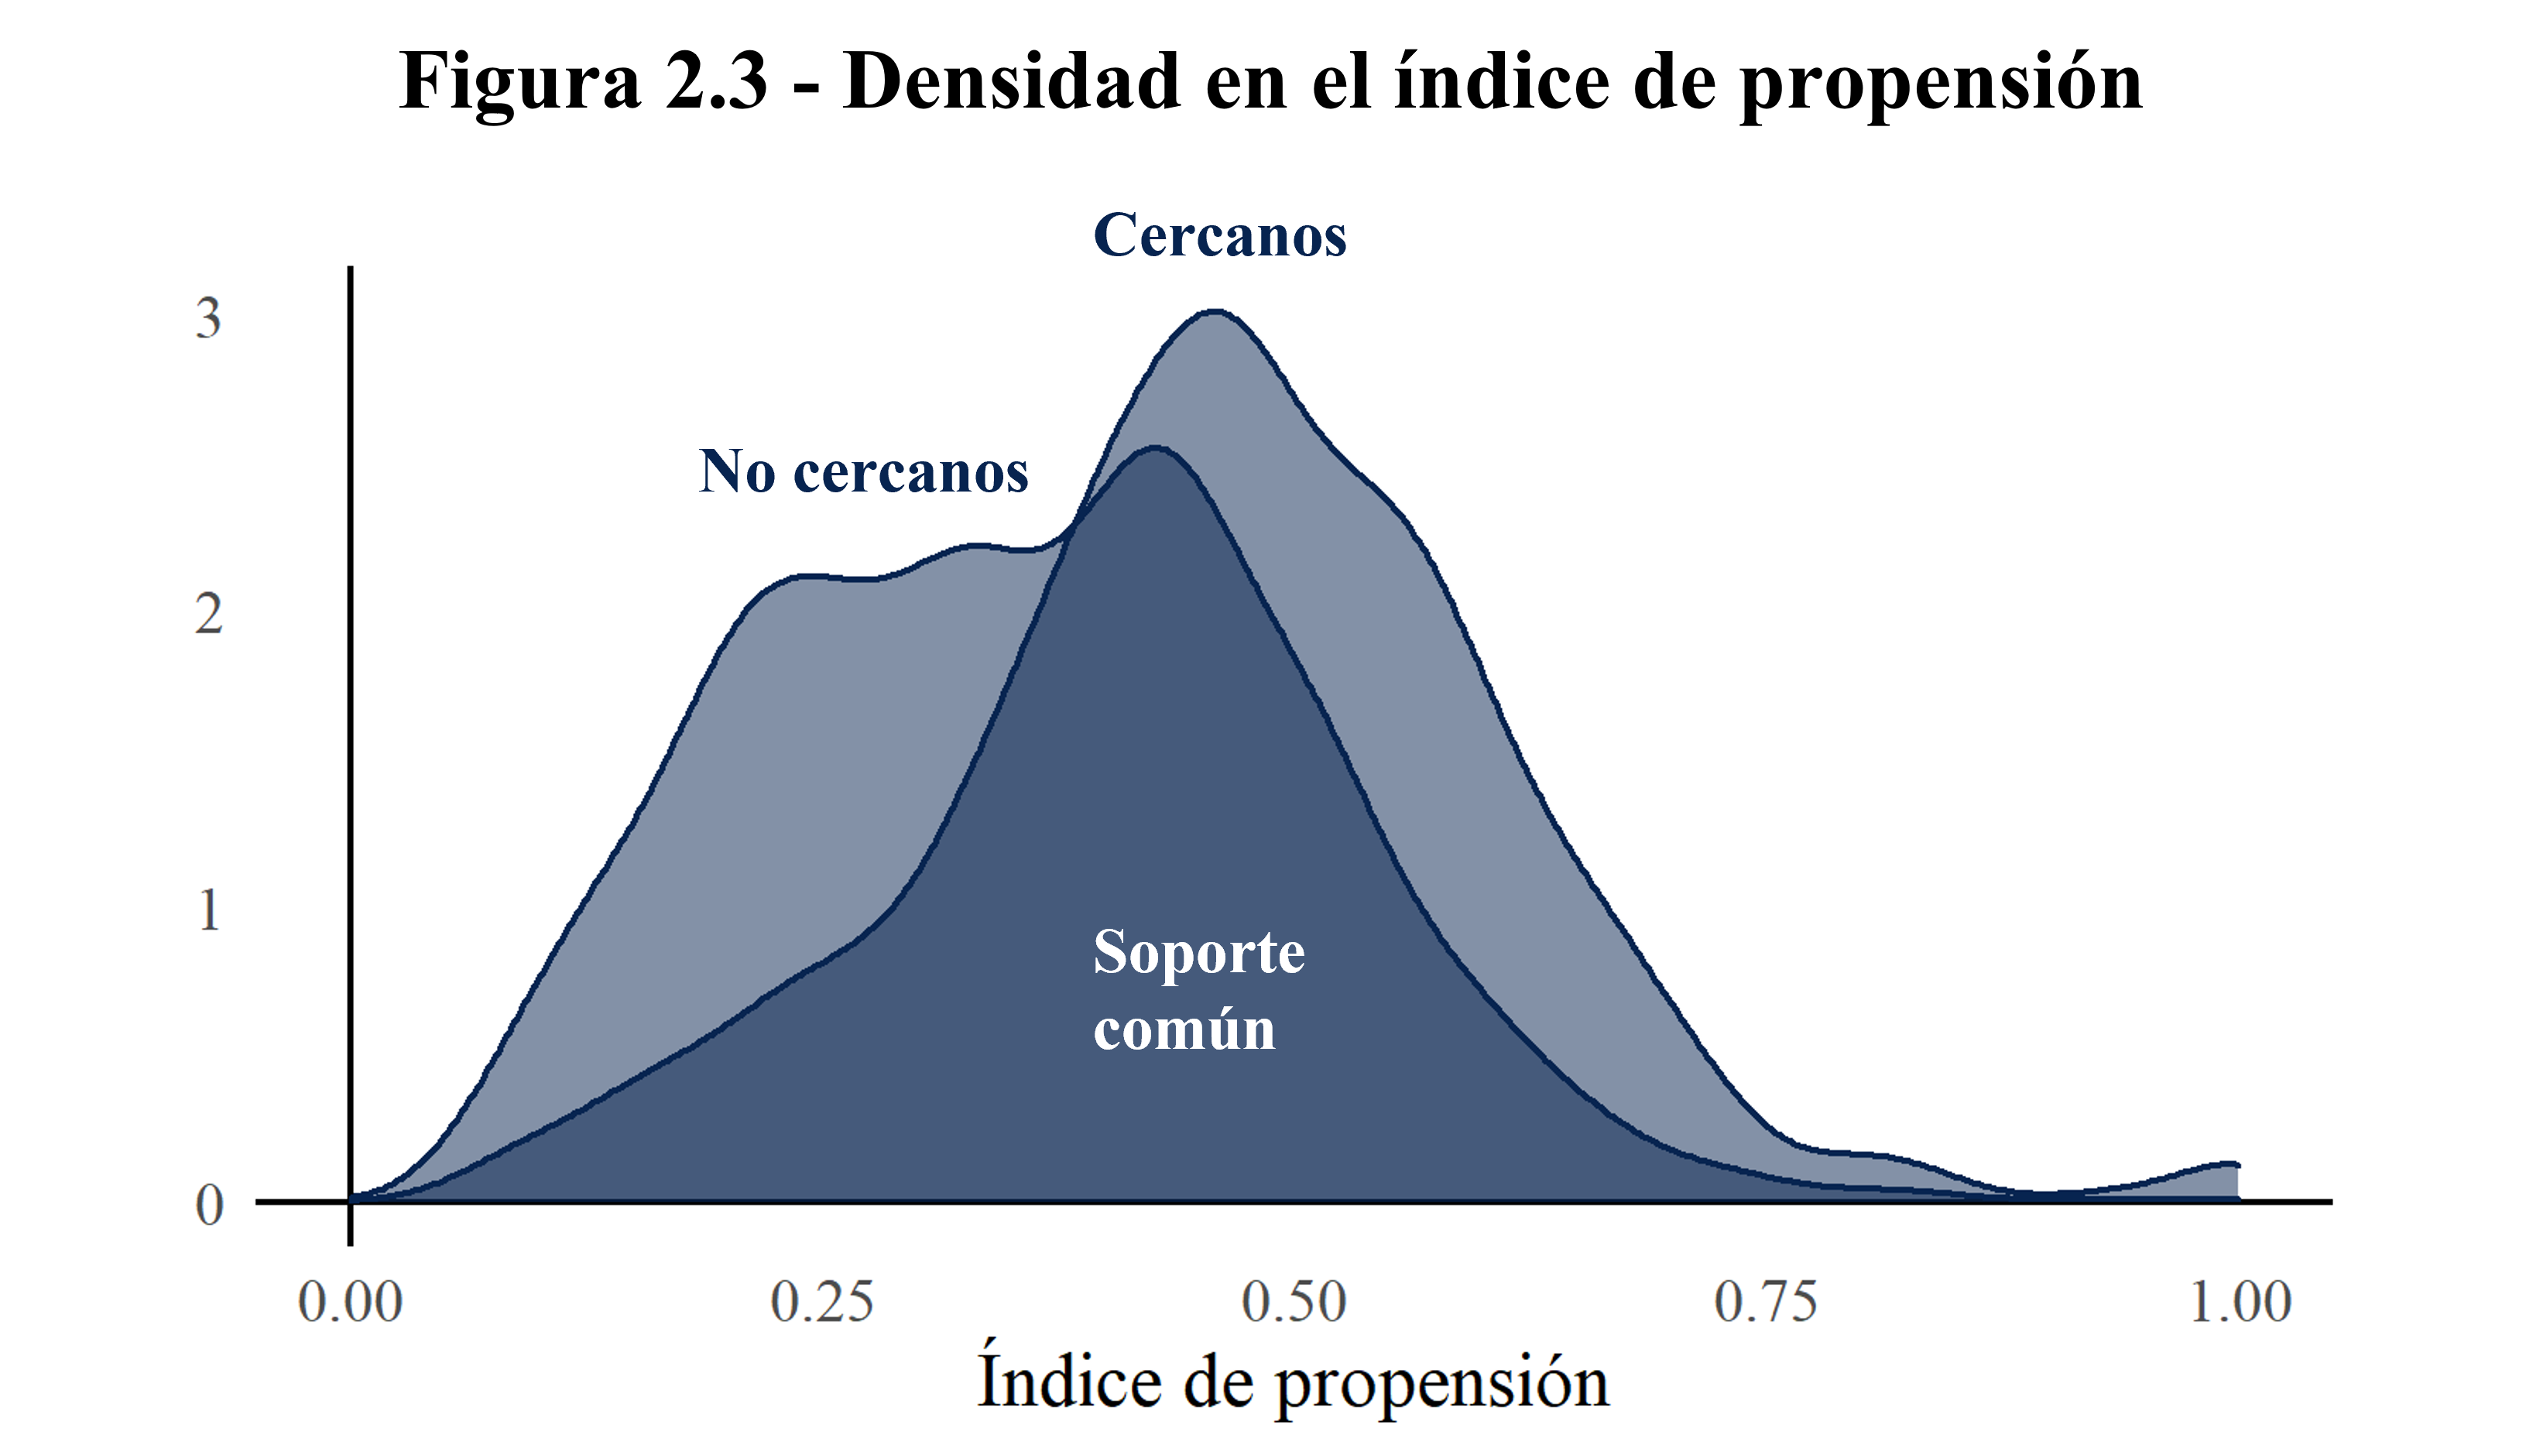 Figura 2.3 - Densidad en el índice de propensión
Cercanos
3
No cercanos
2
1
Soporte
común
0
0.00 0.25 0.50 0.75 1.00
Índice de propensión